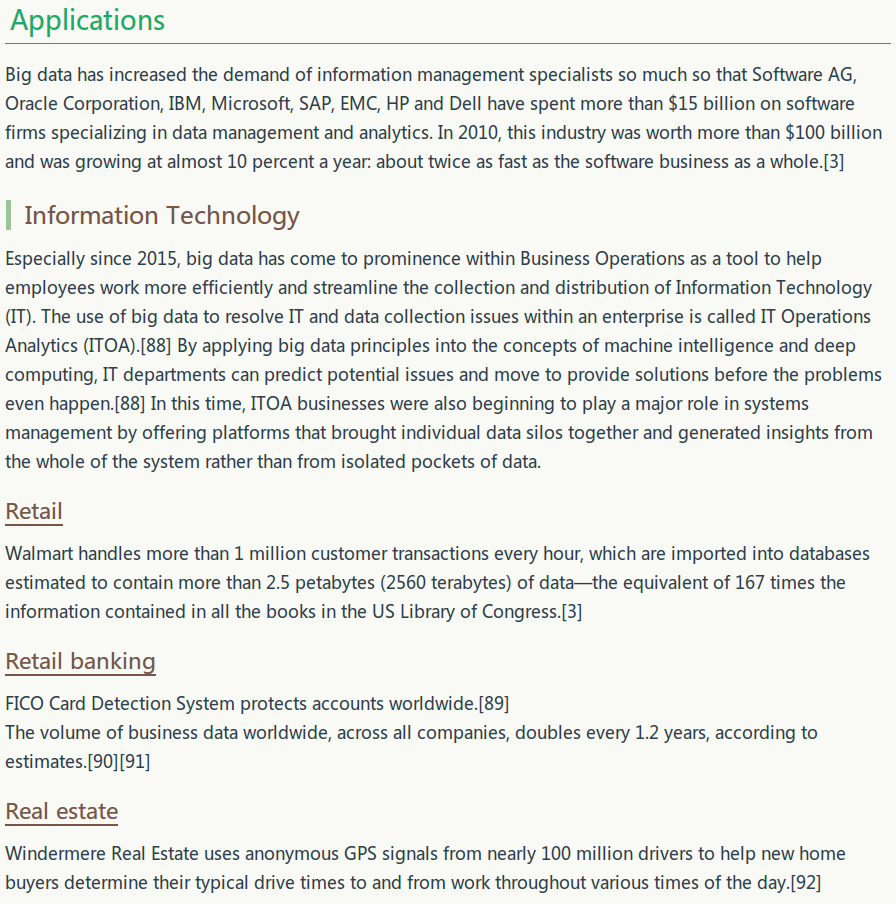 Applications
Big data has increased the demand of information management specialists so much so that Software AG,
Oracle Corporation, IBM, Microsoft, SAP, EMC, HP and Dell have spent more than $15 billion on software
firms specializing in data management and analytics. In 2010, this industry was worth more than $100 billion
and was growing at almost 10 percent a year: about twice as fast as the software business as a whole.[3]
Information Technology
Especially since 2015, big data has come to prominence within Business Operations as a tool to help
employees work more efficiently and streamline the collection and distribution of Information Technology
(IT). The use of big data to resolve IT and data collection issues within an enterprise is called IT Operations
Analytics (ITOA).[88] By applying big data principles into the concepts of machine intelligence and deep
computing, IT departments can predict potential issues and move to provide solutions before the problems
even happen.[88] In this time, ITOA businesses were also beginning to play a major role in systems
management by offering platforms that brought individual data silos together and generated insights from
the whole of the system rather than from isolated pockets of data.
Retail
Walmart handles more than 1 million customer transactions every hour, which are imported into databases
estimated to contain more than 2.5 petabytes (2560 terabytes) of data—the equivalent of 167 times the
information contained in all the books in the US Library of Congress.[3]
Retail banking
FICO Card Detection System protects accounts worldwide.[89]
The volume of business data worldwide, across all companies, doubles every 1.2 years, according to
estimates.[90][91]
Real estate
Windermere Real Estate uses anonymous GPS signals from nearly 100 million drivers to help new home
buyers determine their typical drive times to and from work throughout various times of the day.[92]